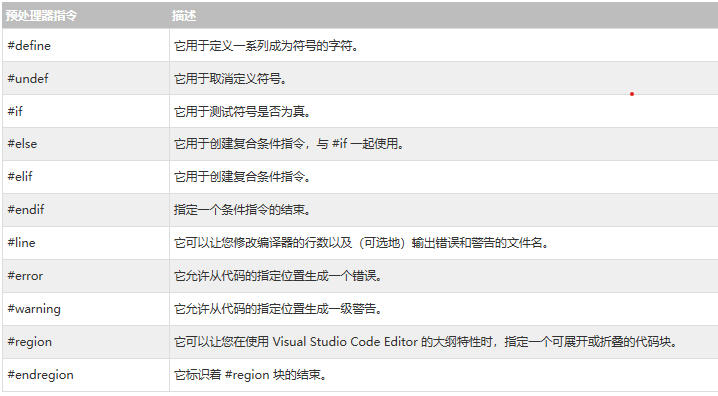 预处理器指令 描述
#define 它用于定义一系列成为符号的字符。
#undef 它用于取消定义符号。
#if 它用于测试符号是否为真。
#else 它用于创建复合条件指令，与 #if 一起使用。
#elif 它用于创建复合条件指令。
#endif 指定一个条件指令的结束。
#line 它可以让您修改编译器的行数以及（可选地）输出错误和警告的文件名。
#error 它允许从代码的指定位置生成一个错误。
#warning 它允许从代码的指定位置生成一级警告。
#region 它可以让您在使用 Visual Studio Code Editor 的大纲特性时，指定一个可展开或折叠的代码块。
#endregion 它标识着 #region 块的结束。